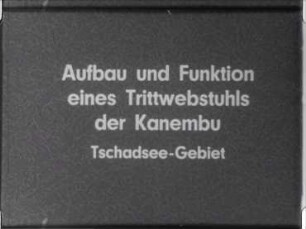 Aufbau und Funktion
eines Trittwebstuhls
der Kanembu
Tschadsee-Gebiet